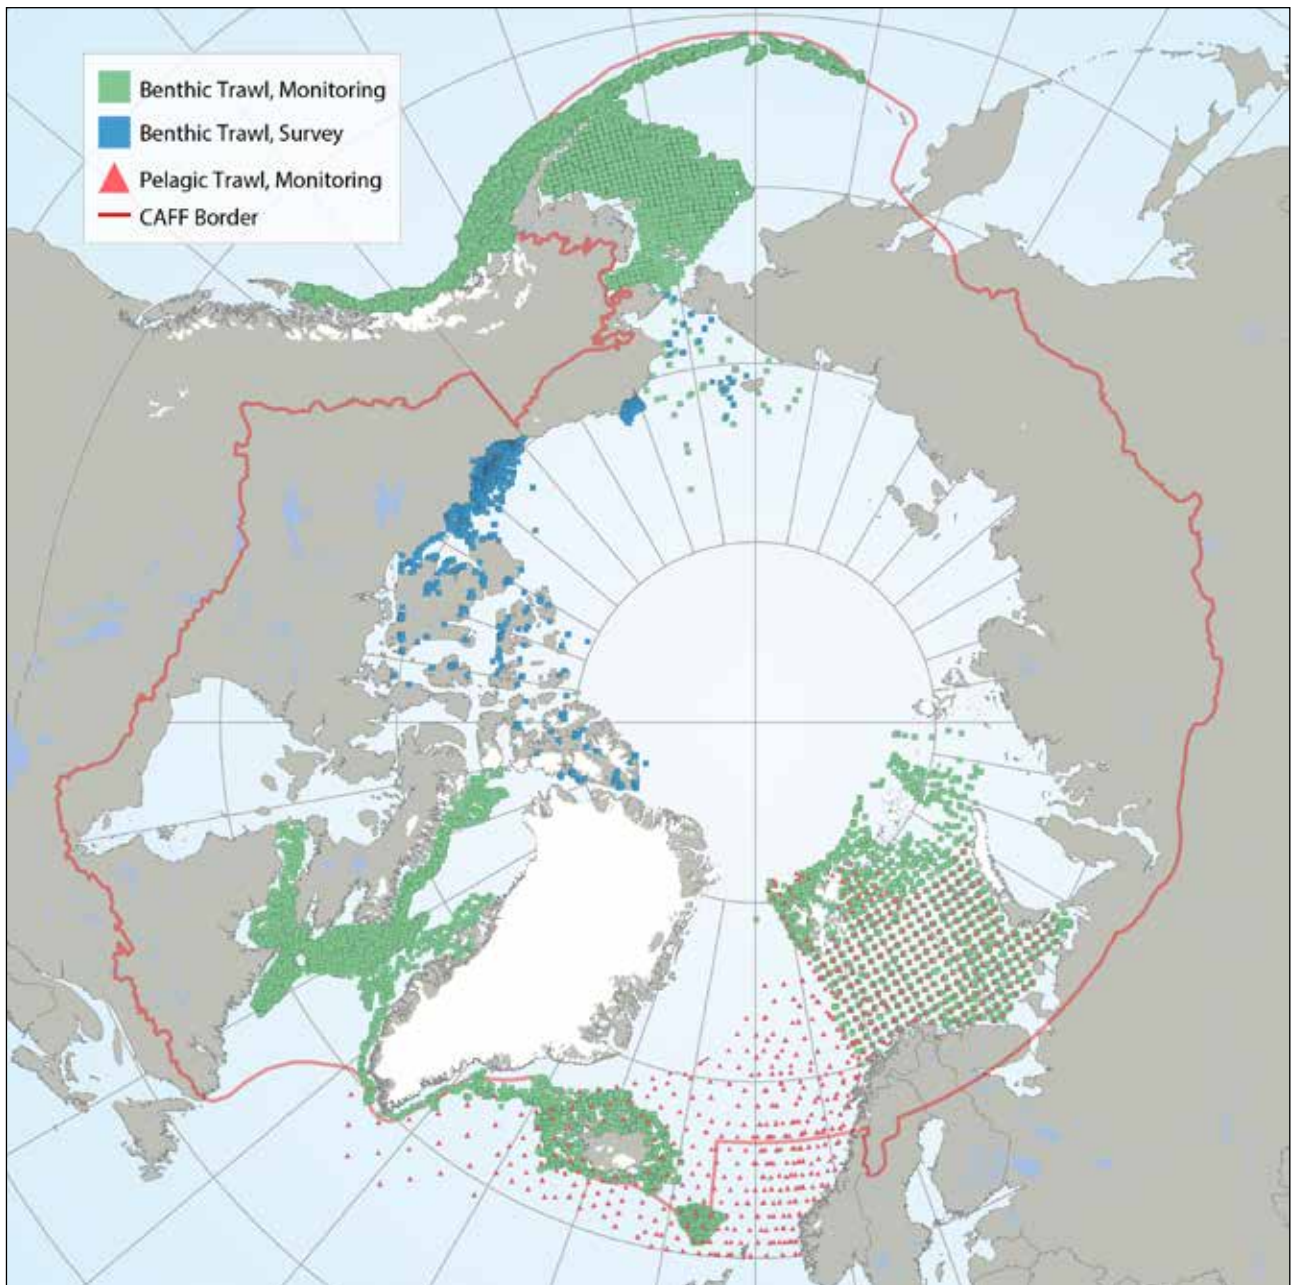 Benthic Trawl, Monitoring
Benthic Trawl, Survey
Pelagic Trawl, Monitoring
CAFF Border